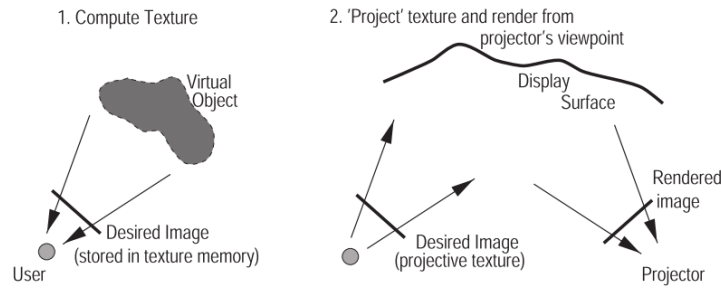 1. Compute Texture
Virtual
Object
Desired Image
(stored in texture memory)
User
2. 'Project' texture and render from
projector's viewpoint
Display
Surface
Rendered
image
Desired Image
(projective texture)
Projector